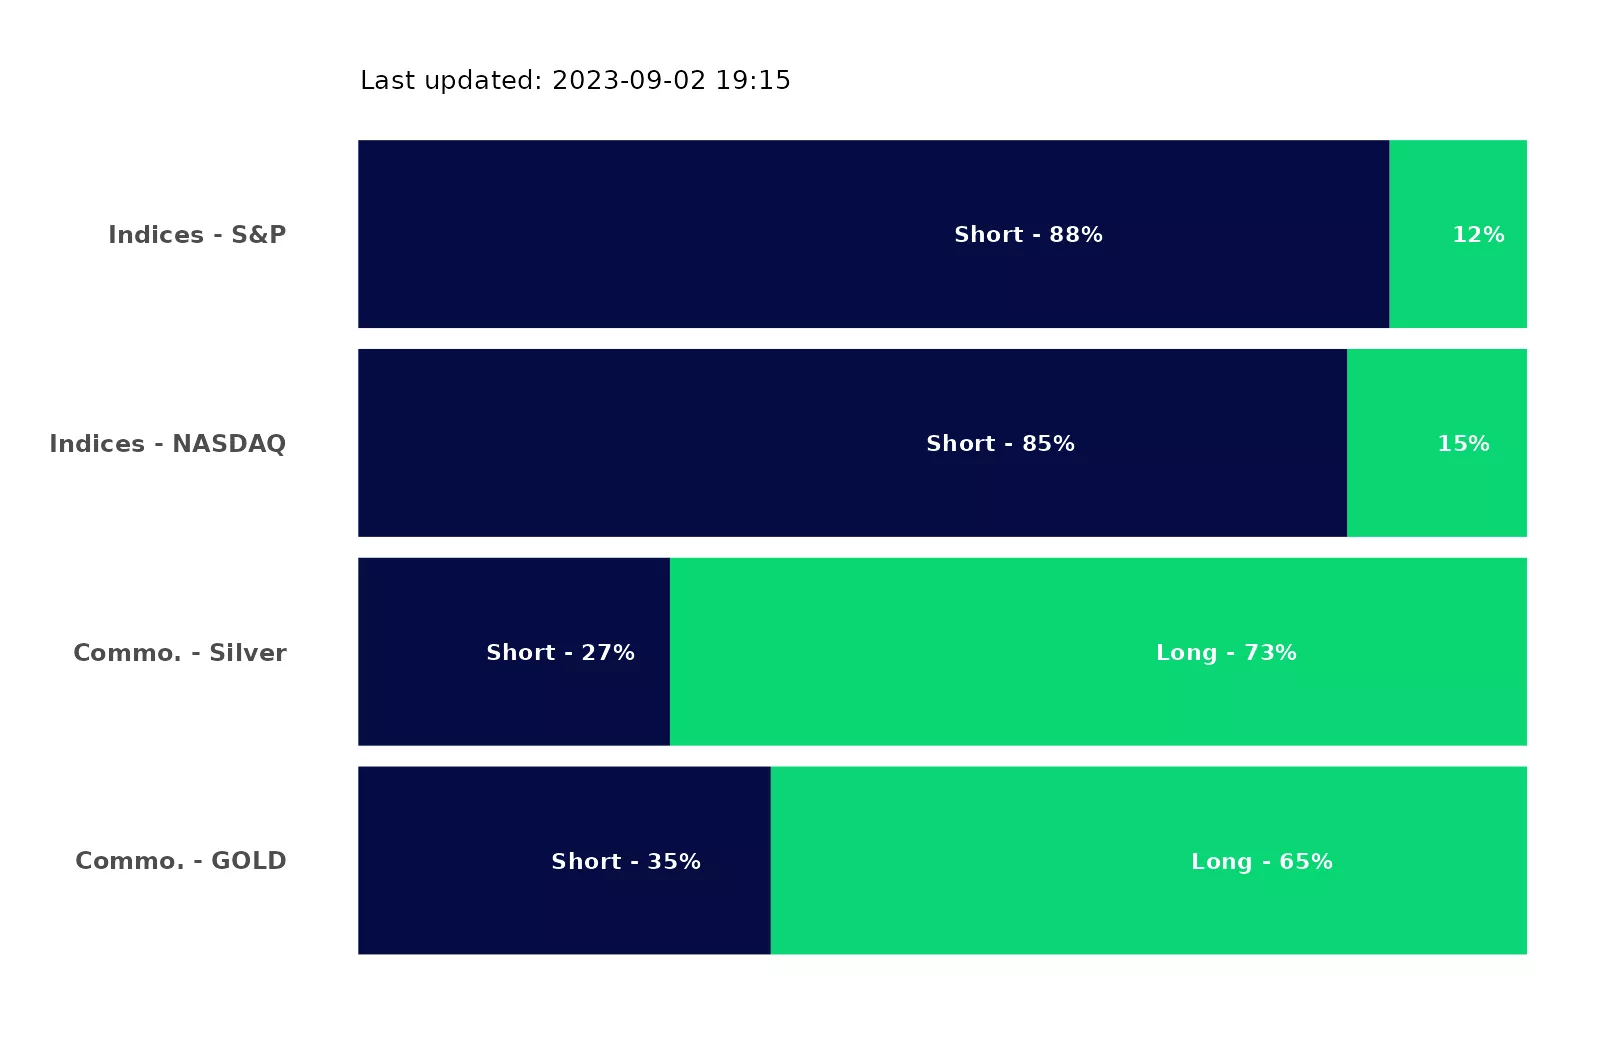 Last updated: 2023-09-02 19:15
Indices - S&P
Short - 88%
12%
Indices - NASDAQ
Short - 85%
15%
Commo. - Silver
Short - 27%
Long - 73%
Commo. - GOLD
Short - 35%
Long - 65%